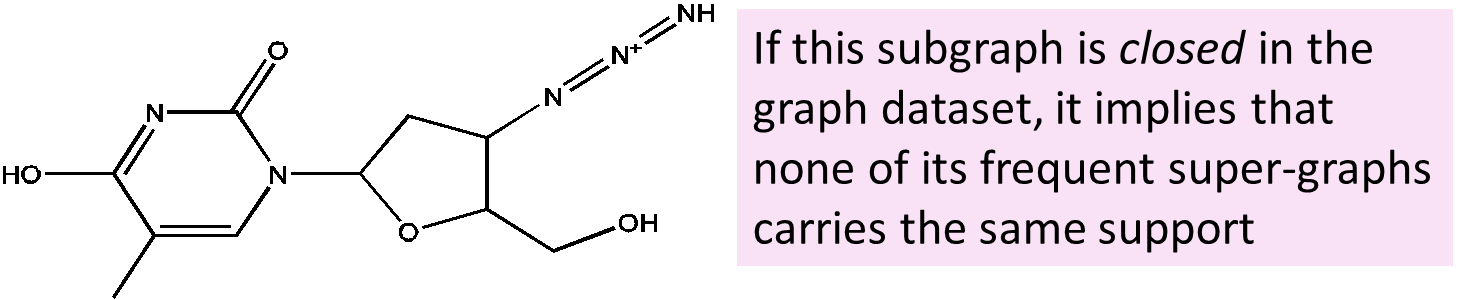 If this subgraph is closed in the
graph dataset, it implies that
none of its frequent super-graphs
carries the same support
NH
N⁺
N
O
N
HO
N
O
OH